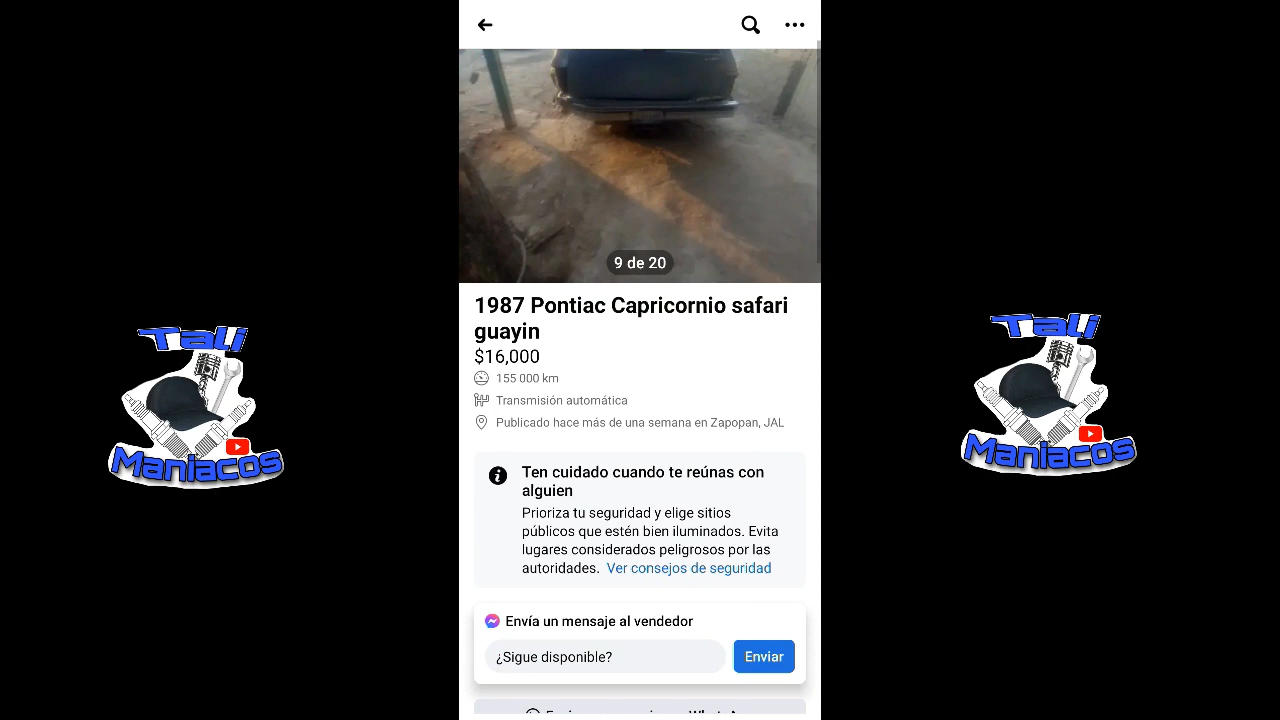 9 de 20
1987 Pontiac Capricornio safari
guayin
$16,000
155 000 km
Transmisión automática
Publicado hace más de una semana en Zapopan, JAL
Ten cuidado cuando te reúnas con
alguien
Prioriza tu seguridad y elige sitios
públicos que estén bien iluminados. Evita
lugares considerados peligrosos por las
autoridades. Ver consejos de seguridad
Envía un mensaje al vendedor
¿Sigue disponible?
Enviar
Tali
Maniacos
Tali
Maniacos